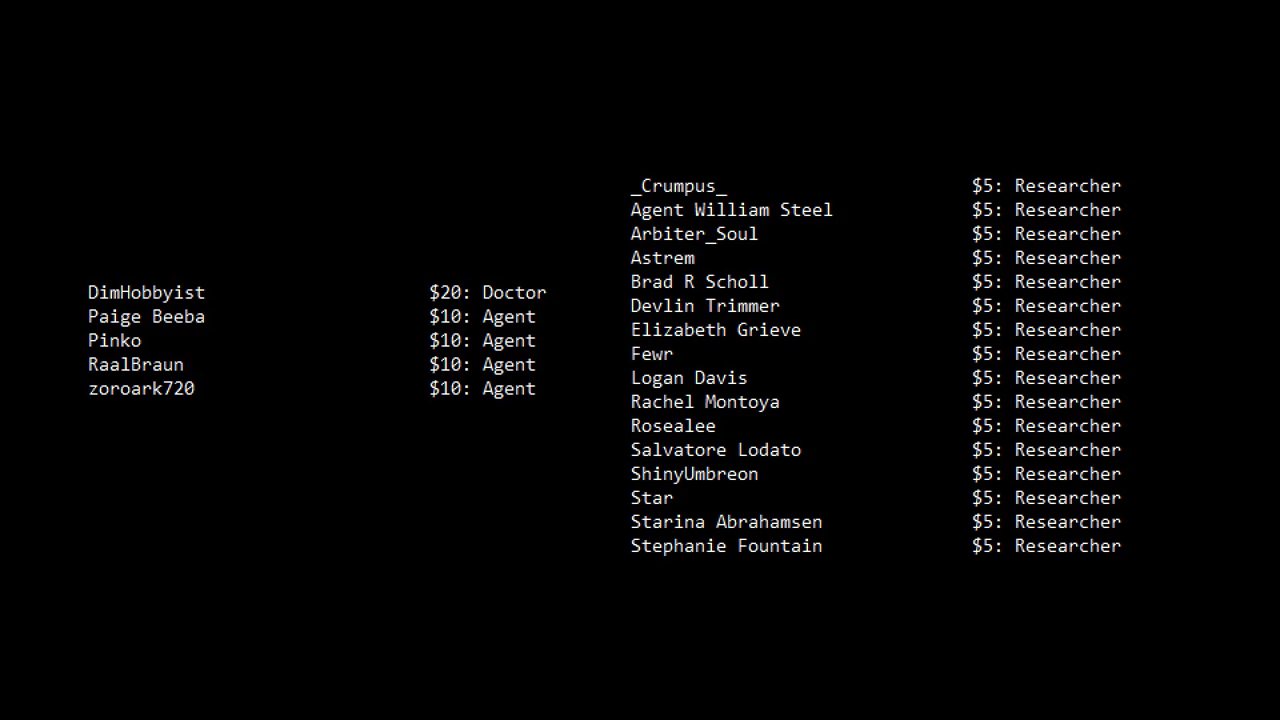 DimHobbyist $20: Doctor
Paige Beeba $10: Agent
Pinko $10: Agent
RaalBraun $10: Agent
zoroark720 $10: Agent
_Crumpus_ $5: Researcher
Agent William Steel $5: Researcher
Arbiter_Soul $5: Researcher
Astrem $5: Researcher
Brad R Scholl $5: Researcher
Devlin Trimmer $5: Researcher
Elizabeth Grieve $5: Researcher
Fewr $5: Researcher
Logan Davis $5: Researcher
Rachel Montoya $5: Researcher
Rosealee $5: Researcher
Salvatore Lodato $5: Researcher
ShinyUmbreon $5: Researcher
Star $5: Researcher
Starina Abrahamsen $5: Researcher
Stephanie Fountain $5: Researcher